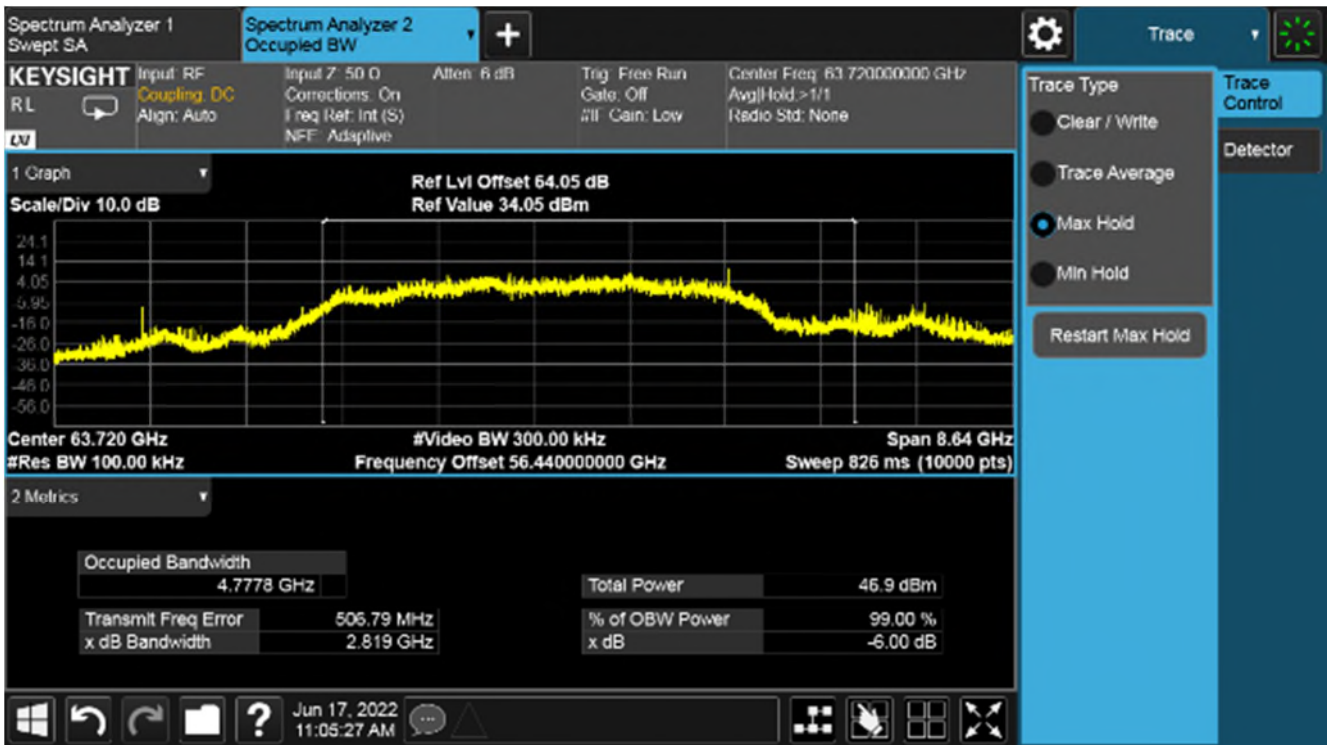 Spectrum Analyzer 1
Swept SA
Spectrum Analyzer 2
Occupied BW
Trace
KEYSIGHT
RL
LXI
Input: RF
Coupling: DC
Align: Auto
Input Z: 50 Ω
Corrections: On
Freq Ref: Int (S)
NFE: Adaptive
Atten: 6 dB
Trig: Free Run
Gate: Off
#IF Gain: Low
Center Freq: 63.720000000 GHz
Avg|Hold:>1/1
Radio Std: None
Trace Type
Clear / Write
Trace Average
Max Hold
Min Hold
Restart Max Hold
Trace
Control
Detector
1 Graph
Scale/Div 10.0 dB
Ref Lvl Offset 64.05 dB
Ref Value 34.05 dBm
24.1
14.1
4.05
-5.95
-16.0
-26.0
-36.0
-46.0
-56.0
Center 63.720 GHz
#Video BW 300.00 kHz
Span 8.64 GHz
#Res BW 100.00 kHz
Frequency Offset 56.440000000 GHz
Sweep 826 ms (10000 pts)
2 Metrics
Occupied Bandwidth
4.7778 GHz
Total Power 46.9 dBm
Transmit Freq Error 506.79 MHz
% of OBW Power 99.00 %
x dB Bandwidth 2.819 GHz
x dB -6.00 dB
?
Jun 17, 2022
11:05:27 AM